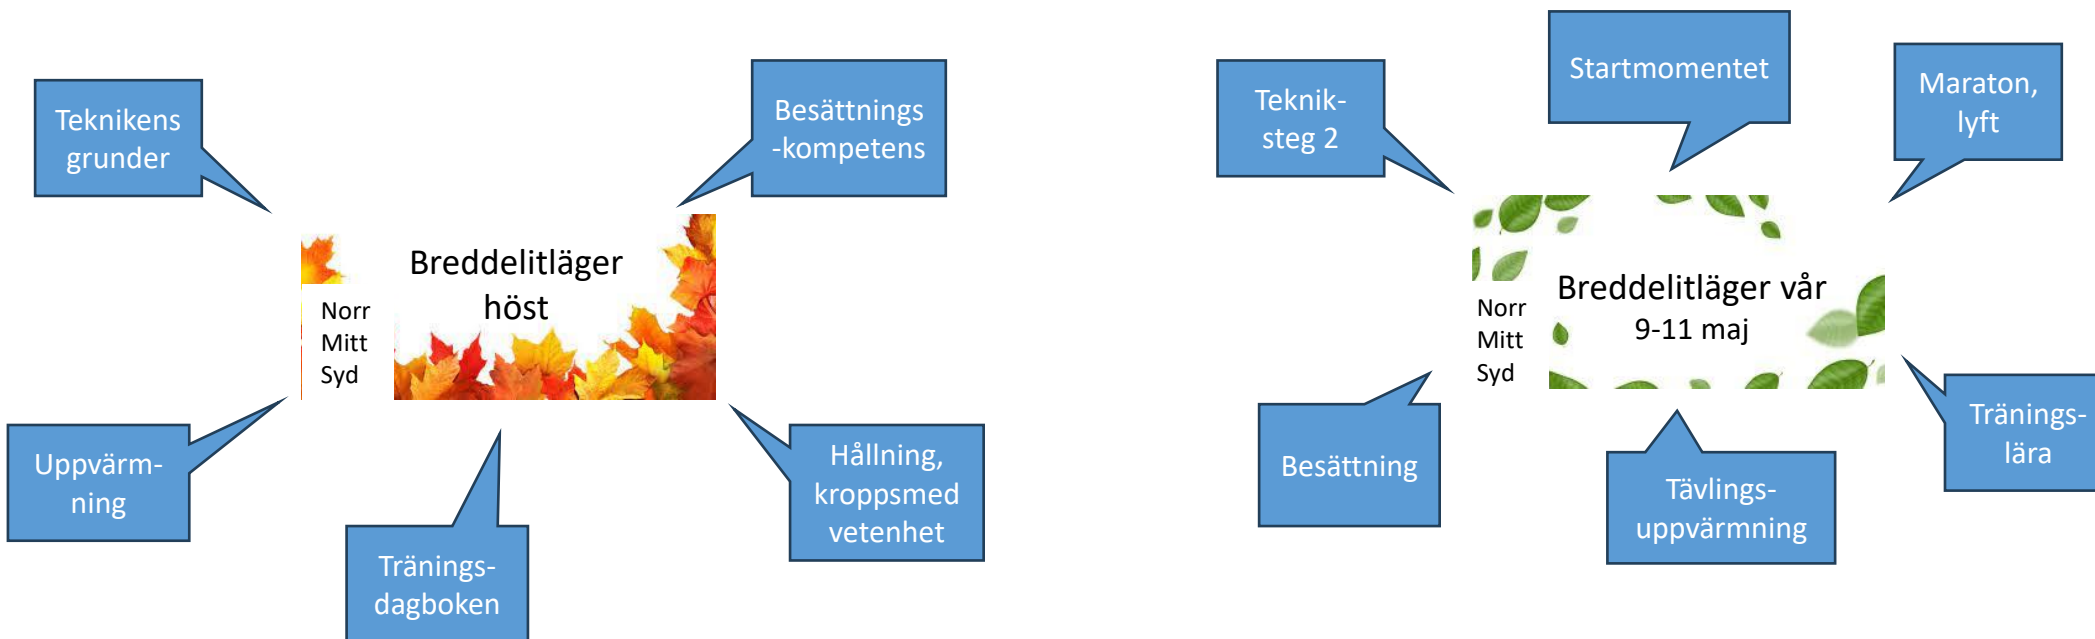 Teknikens
grunder
Besättnings
-kompetens
Breddelitläger
höst
Norr
Mitt
Syd
Uppvärm-
ning
Tränings-
dagboken
Hållning,
kroppsmed
vetenhet
Teknik-
steg 2
Startmomentet
Maraton,
lyft
Breddelitläger vår
9-11 maj
Norr
Mitt
Syd
Besättning
Tävlings-
uppvärmning
Tränings-
lära